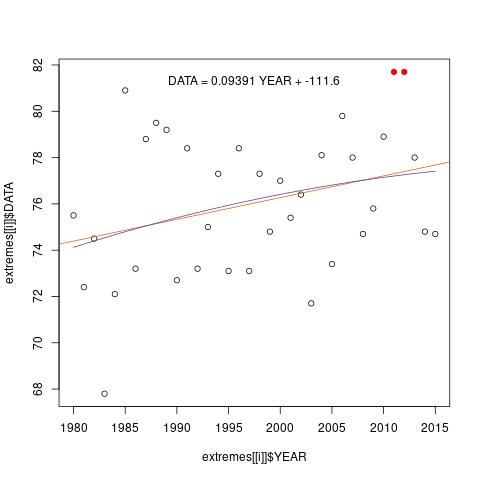 DATA = 0.09391 YEAR + -111.6
extremes[[i]]$DATA
82
80
78
76
74
72
70
68
1980 1985 1990 1995 2000 2005 2010 2015
extremes[[i]]$YEAR